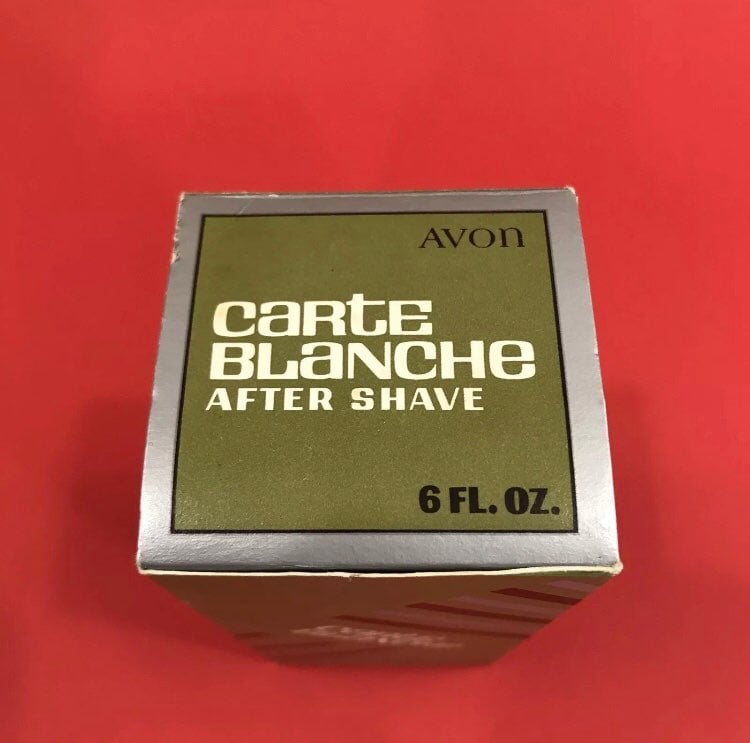 AVON
CARTE
BLANCHE
AFTER SHAVE
6 FL. OZ.